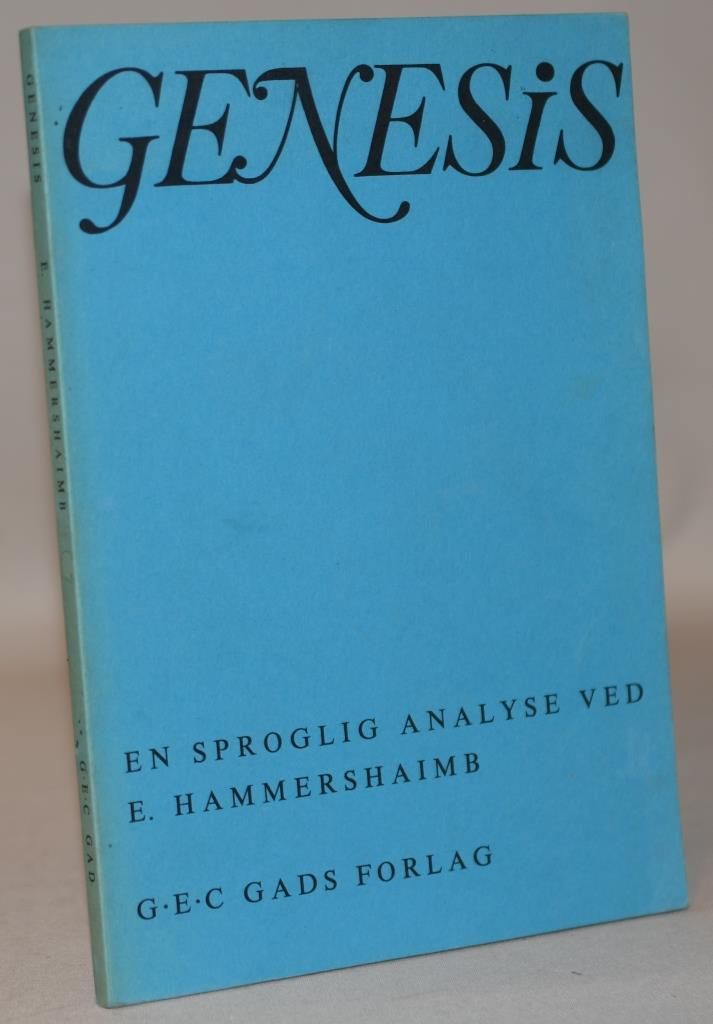 GENESiS
EN SPROGLIG ANALYSE VED
E. HAMMERSHAIMB
G·E·C GADS FORLAG
GENESIS
E. HAMMERSHAIMB
G·E·C GAD